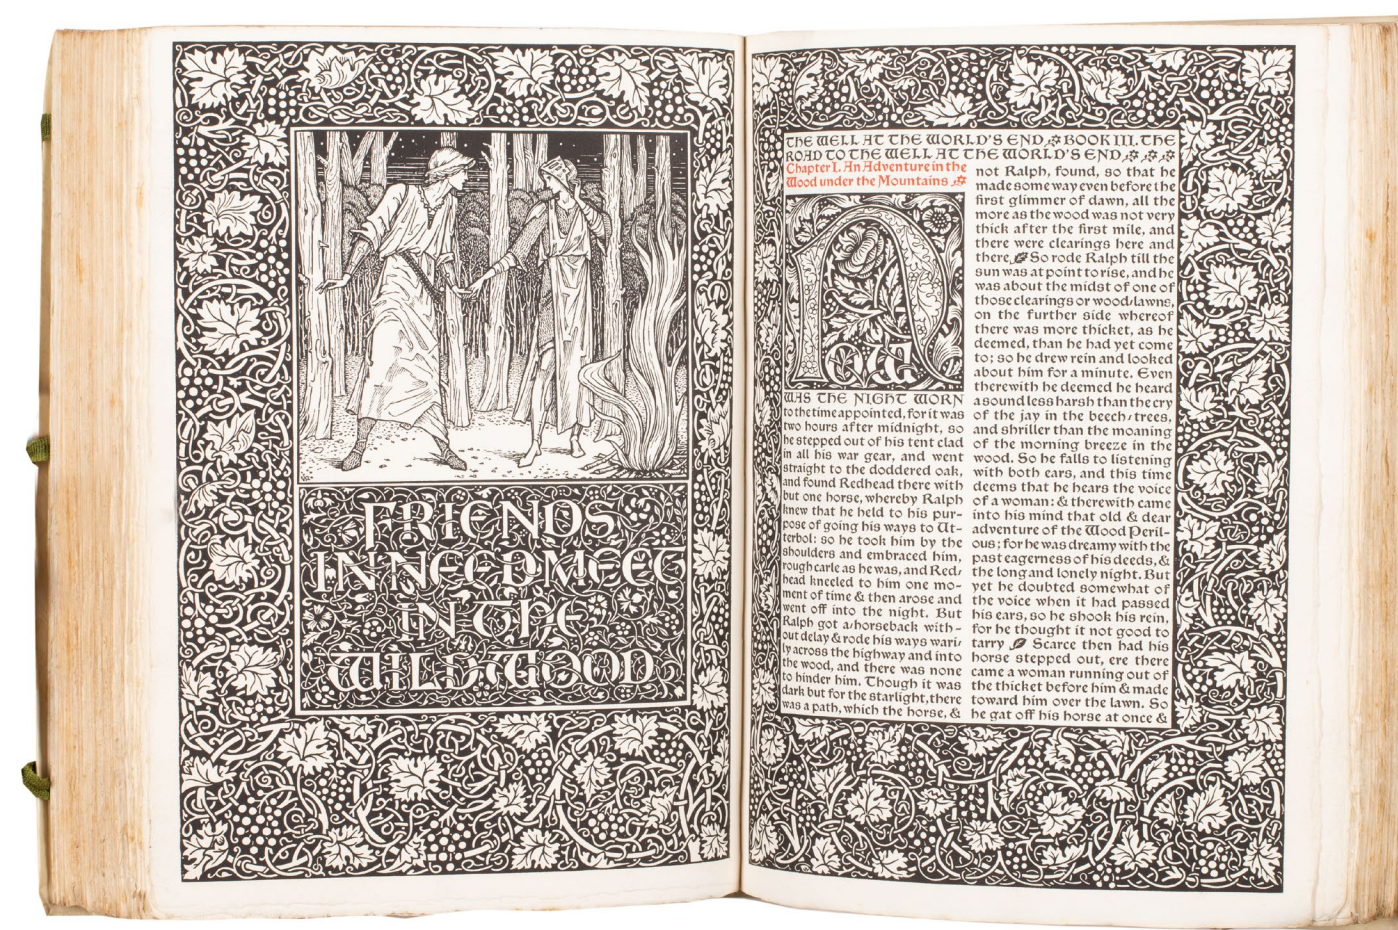 FRIENDS
IN NEED MEET
IN THE
WILD WOOD
THE WELL AT THE WORLD'S END. BOOK III. THE
ROAD TO THE WELL AT THE WORLD'S END.
Chapter I. An Adventure in the
Wood under the Mountains
NOW
WAS THE NIGHT WORN
to the time appointed, for it was
two hours after midnight, so
he stepped out of his tent clad
in all his war gear, and went
straight to the doddered oak,
and found Redhead there with
but one horse, whereby Ralph
knew that he held to his pur-
pose of going his ways to Ut-
terbol: so he took him by the
shoulders and embraced him,
rough carle as he was, and Red-
head kneeled to him one mo-
ment of time & then arose and
went off into the night. But
Ralph got a-horseback with-
out delay & rode his ways wari-
ly across the highway and into
the wood, and there was none
to hinder him. Though it was
dark but for the starlight, there
was a path, which the horse, &
not Ralph, found, so that he
made some way even before the
first glimmer of dawn, all the
more as the wood was not very
thick after the first mile, and
there were clearings here and
there. So rode Ralph till the
sun was at point to rise, and he
was about the midst of one of
those clearings or wood-lawns,
on the further side whereof
there was more thicket, as he
deemed, than he had yet come
to; so he drew rein and looked
about him for a minute. Even
therewith he deemed he heard
a sound less harsh than the cry
of the jay in the beech-trees,
and shriller than the moaning
of the morning breeze in the
wood. So he falls to listening
with both ears, and this time
deems that he hears the voice
of a woman: & therewith came
into his mind that old & dear
adventure of the Wood Peril-
ous; for he was dreamy with the
past eagerness of his deeds, &
the long and lonely night. But
yet he doubted somewhat of
the voice when it had passed
his ears, so he shook his rein,
for he thought it not good to
tarry Scarce then had his
horse stepped out, ere there
came a woman running out of
the thicket before him & made
toward him over the lawn. So
he gat off his horse at once &